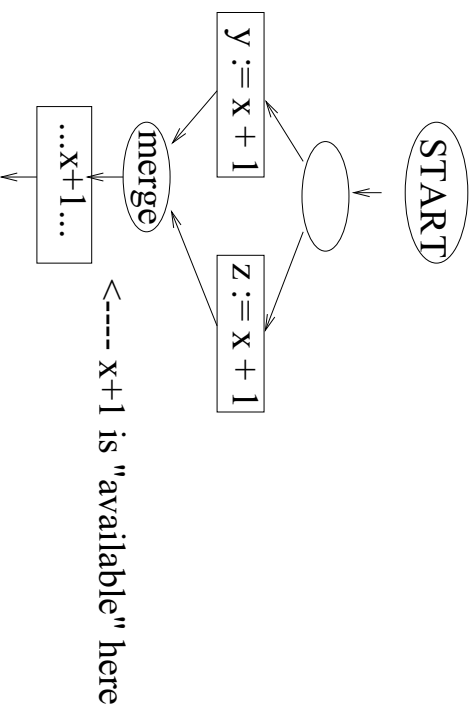 START
y := x + 1
z := x + 1
merge
<---- x+1 is "available" here
...x+1...